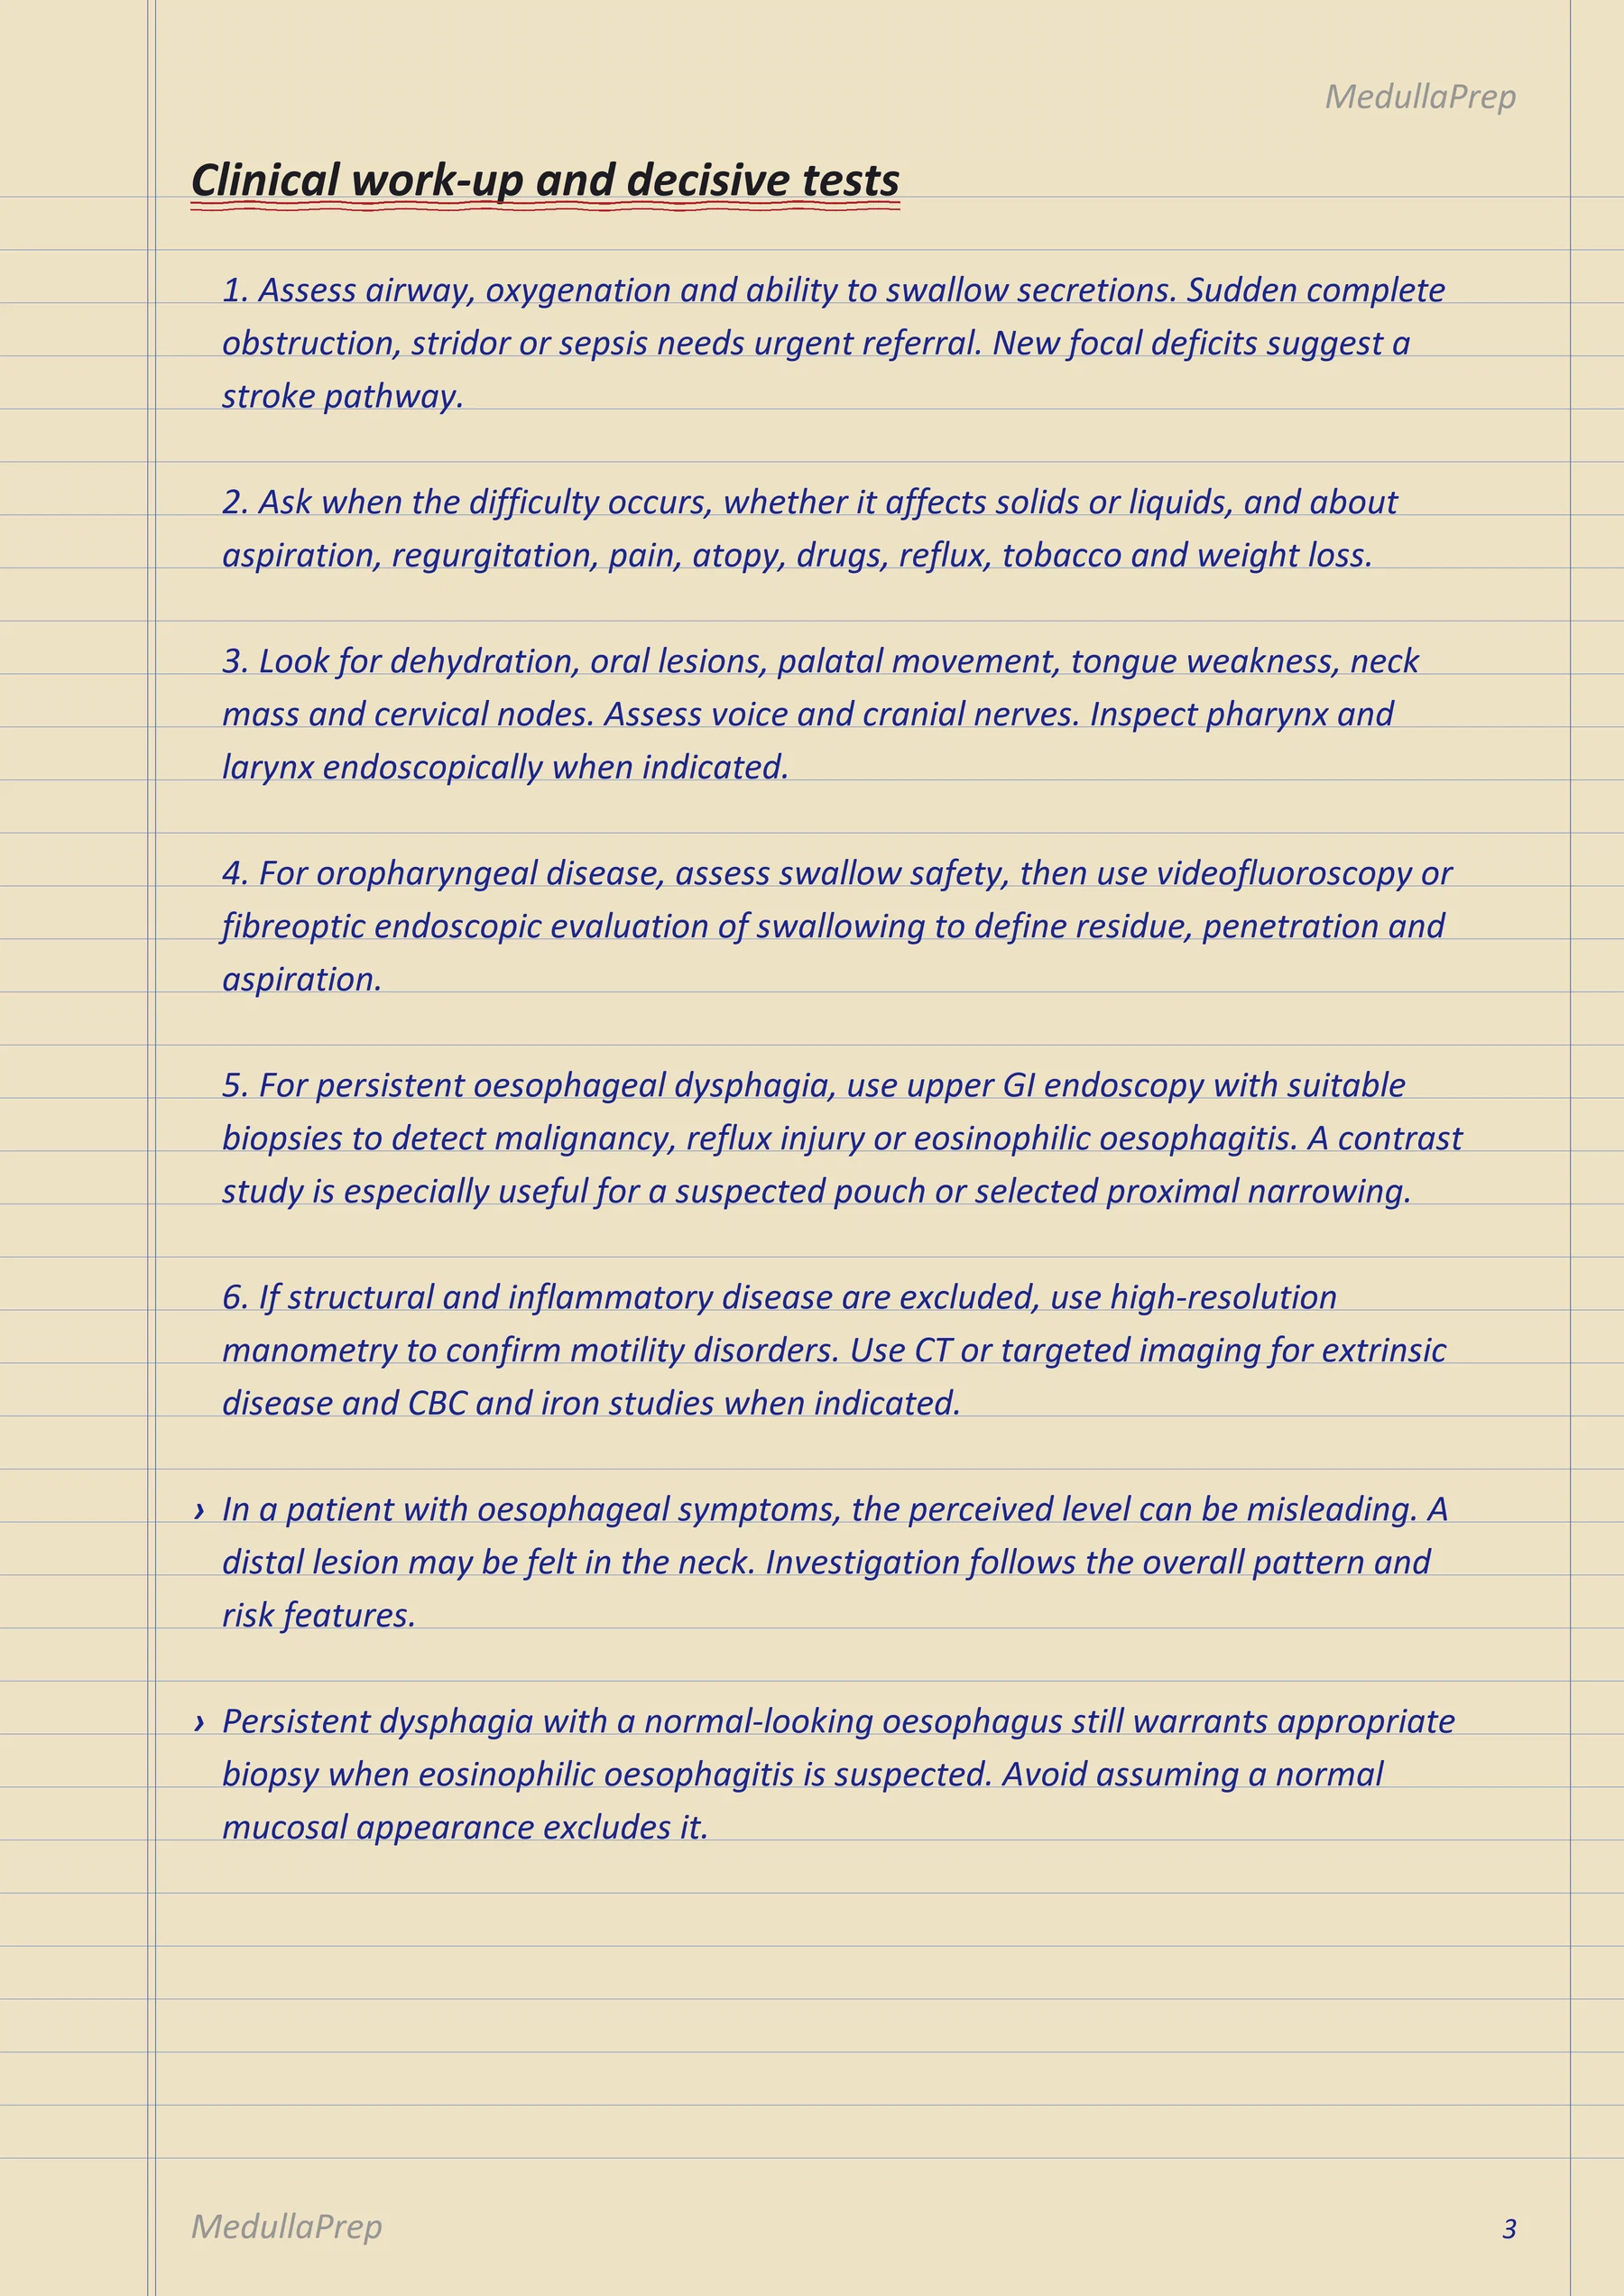 MedullaPrep
Clinical work-up and decisive tests
1. Assess airway, oxygenation and ability to swallow secretions. Sudden complete
obstruction, stridor or sepsis needs urgent referral. New focal deficits suggest a
stroke pathway.
2. Ask when the difficulty occurs, whether it affects solids or liquids, and about
aspiration, regurgitation, pain, atopy, drugs, reflux, tobacco and weight loss.
3. Look for dehydration, oral lesions, palatal movement, tongue weakness, neck
mass and cervical nodes. Assess voice and cranial nerves. Inspect pharynx and
larynx endoscopically when indicated.
4. For oropharyngeal disease, assess swallow safety, then use videofluoroscopy or
fibreoptic endoscopic evaluation of swallowing to define residue, penetration and
aspiration.
5. For persistent oesophageal dysphagia, use upper GI endoscopy with suitable
biopsies to detect malignancy, reflux injury or eosinophilic oesophagitis. A contrast
study is especially useful for a suspected pouch or selected proximal narrowing.
6. If structural and inflammatory disease are excluded, use high-resolution
manometry to confirm motility disorders. Use CT or targeted imaging for extrinsic
disease and CBC and iron studies when indicated.
› In a patient with oesophageal symptoms, the perceived level can be misleading. A
distal lesion may be felt in the neck. Investigation follows the overall pattern and
risk features.
› Persistent dysphagia with a normal-looking oesophagus still warrants appropriate
biopsy when eosinophilic oesophagitis is suspected. Avoid assuming a normal
mucosal appearance excludes it.
MedullaPrep
3